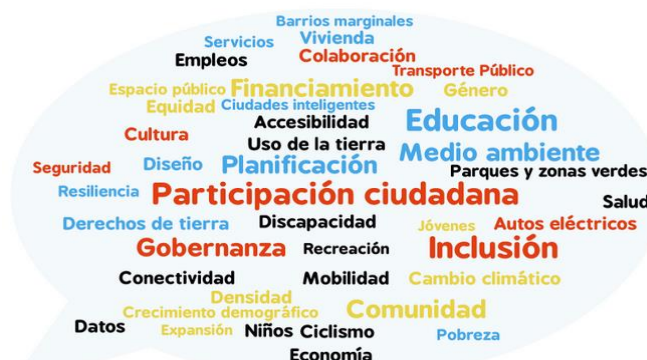 Barrios marginales
Servicios Vivienda
Empleos Colaboración
Transporte Público
Espacio público Financiamiento Género
Equidad Ciudades inteligentes
Accesibilidad Educación
Cultura Uso de la tierra
Medio ambiente
Seguridad Diseño Planificación Parques y zonas verdes
Resiliencia Participación ciudadana Salud
Derechos de tierra Discapacidad Jóvenes Autos eléctricos
Gobernanza Recreación Inclusión
Conectividad Mobilidad Cambio climático
Densidad
Crecimiento demográfico Comunidad
Datos Expansión Niños Ciclismo Pobreza
Economía